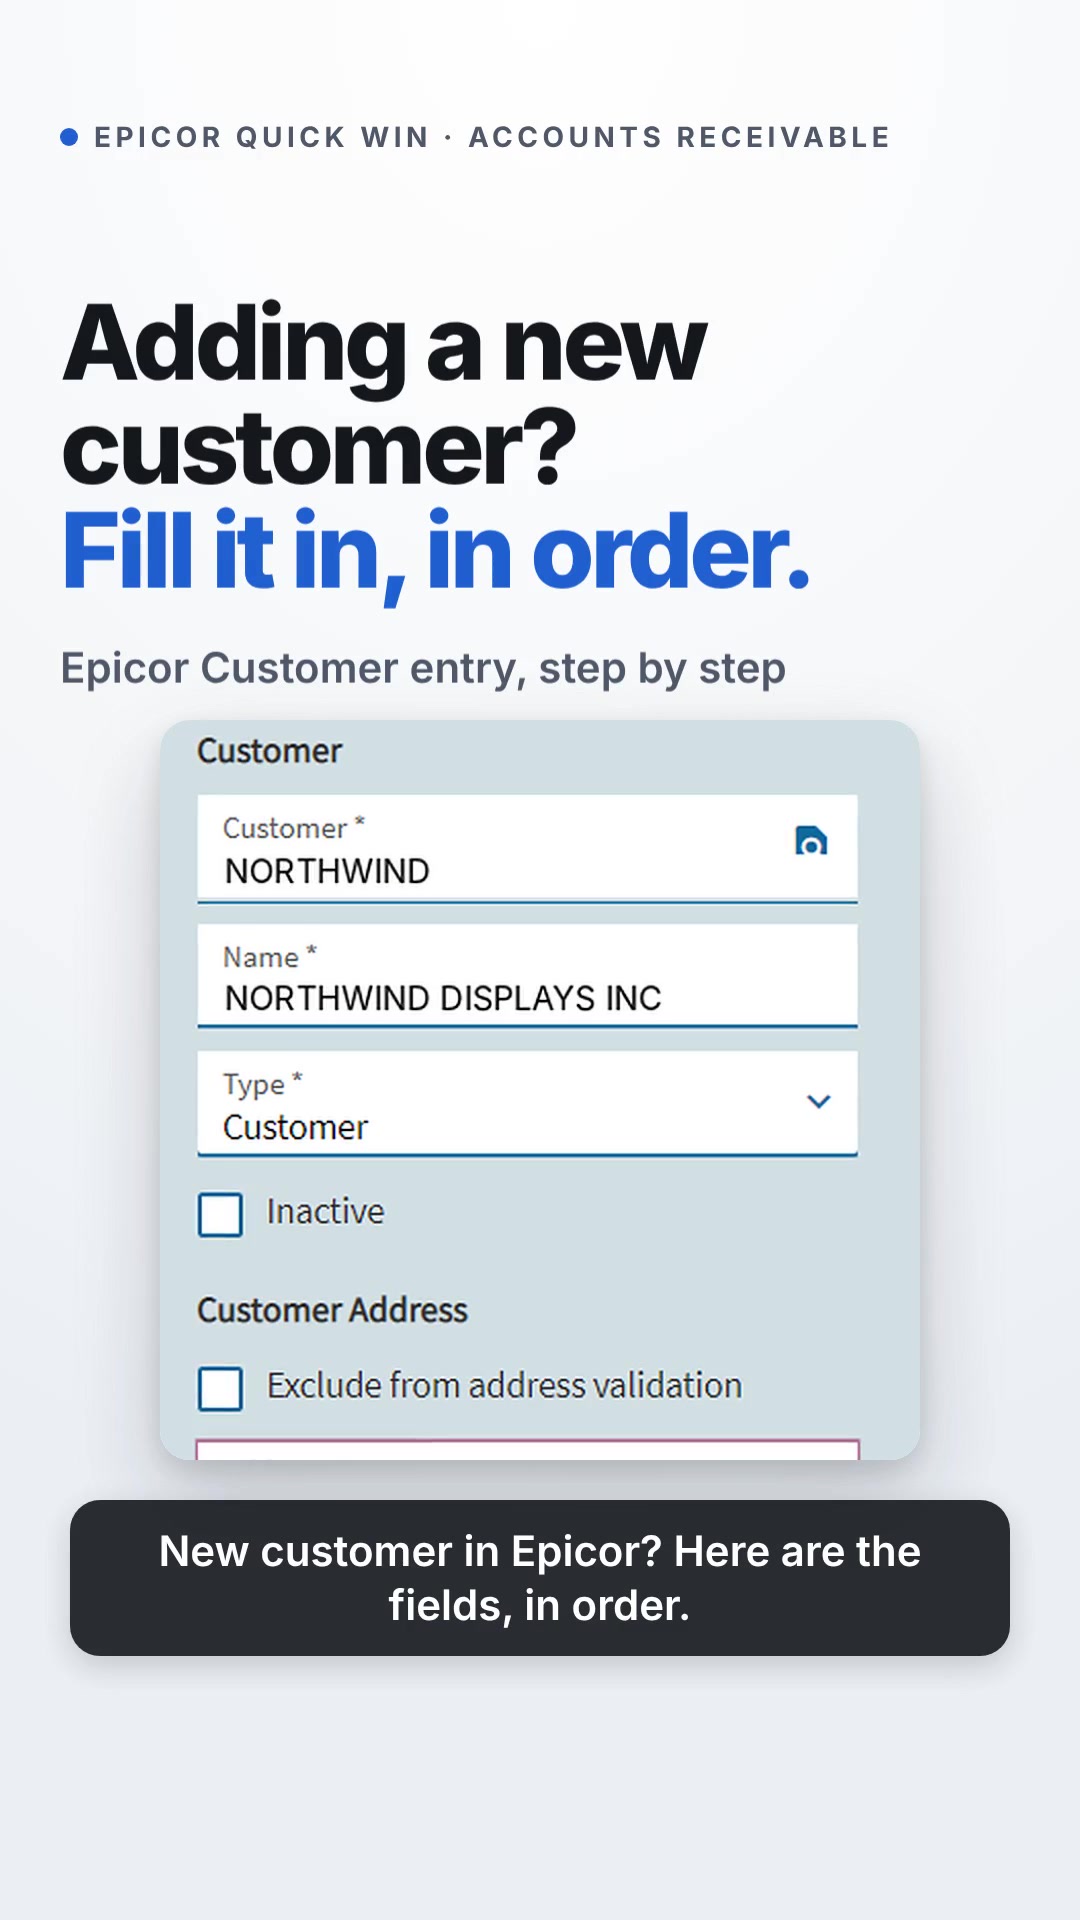 EPICOR QUICK WIN · ACCOUNTS RECEIVABLE
Adding a new
customer?
Fill it in, in order.
Epicor Customer entry, step by step
Customer
Customer *
NORTHWIND
Name *
NORTHWIND DISPLAYS INC
Type *
Customer
Inactive
Customer Address
Exclude from address validation
New customer in Epicor? Here are the
fields, in order.